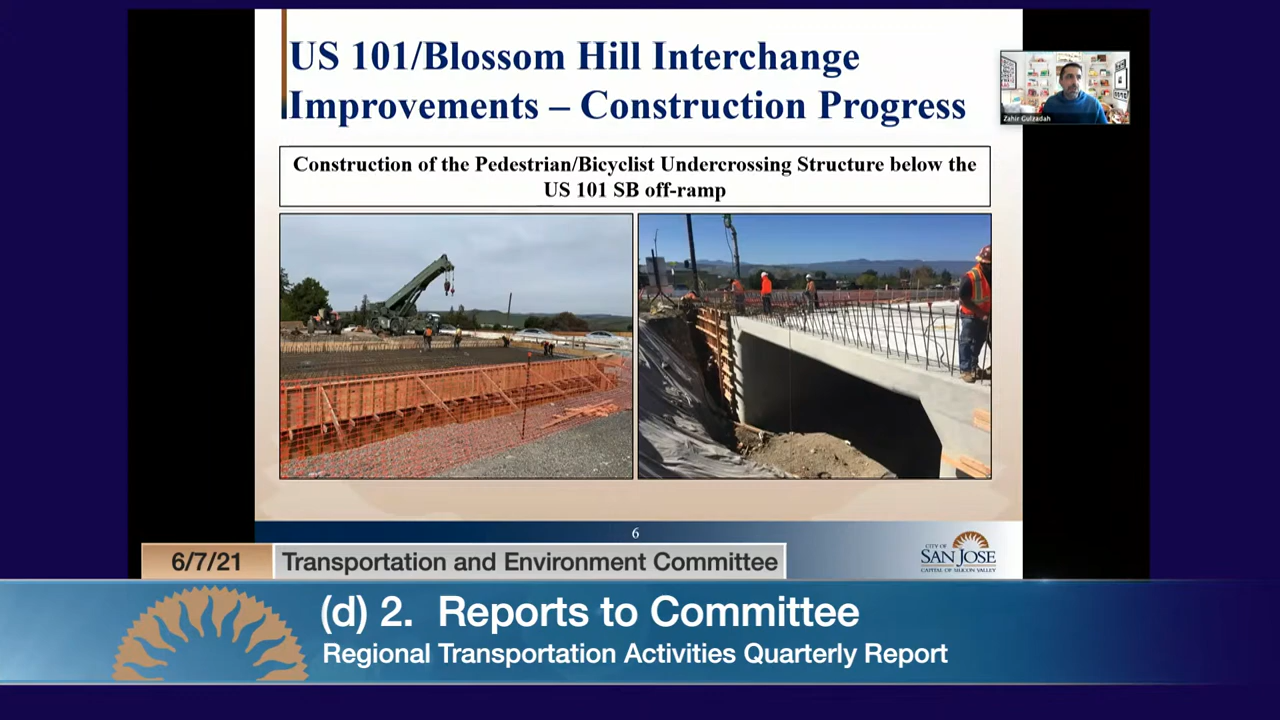 US 101/Blossom Hill Interchange
Improvements – Construction Progress
Zahir Gulzadah
Construction of the Pedestrian/Bicyclist Undercrossing Structure below the
US 101 SB off-ramp
6
CITY OF
SAN JOSE
CAPITAL OF SILICON VALLEY
6/7/21
Transportation and Environment Committee
(d) 2. Reports to Committee
Regional Transportation Activities Quarterly Report